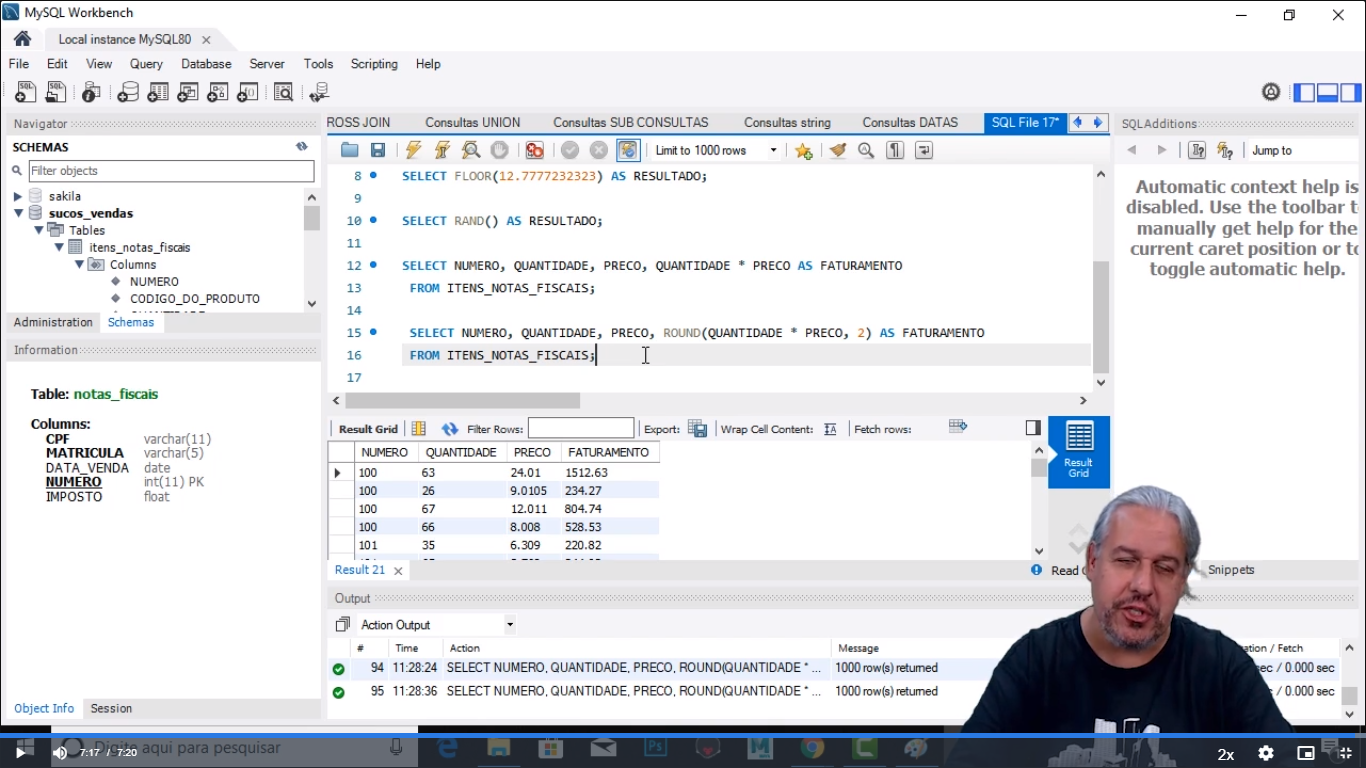 MySQL Workbench
Local instance MySQL80
File Edit View Query Database Server Tools Scripting Help
Navigator
SCHEMAS
Filter objects
sakila
sucos_vendas
Tables
itens_notas_fiscais
Columns
NUMERO
CODIGO_DO_PRODUTO
Administration Schemas
Information
Table: notas_fiscais
Columns:
CPF varchar(11)
MATRICULA varchar(5)
DATA_VENDA date
NUMERO int(11) PK
IMPOSTO float
Object Info Session
ROSS JOIN Consultas UNION Consultas SUB CONSULTAS Consultas string Consultas DATAS SQL File 17*
Limit to 1000 rows
8 SELECT FLOOR(12.7777232323) AS RESULTADO;
9
10 SELECT RAND() AS RESULTADO;
11
12 SELECT NUMERO, QUANTIDADE, PRECO, QUANTIDADE * PRECO AS FATURAMENTO
13 FROM ITENS_NOTAS_FISCAIS;
14
15 SELECT NUMERO, QUANTIDADE, PRECO, ROUND(QUANTIDADE * PRECO, 2) AS FATURAMENTO
16 FROM ITENS_NOTAS_FISCAIS;
17
Result Grid Filter Rows: Export: Wrap Cell Content: Fetch rows:
NUMERO QUANTIDADE PRECO FATURAMENTO
100 63 24.01 1512.63
100 26 9.0105 234.27
100 67 12.011 804.74
100 66 8.008 528.53
101 35 6.309 220.82
Result Grid
Result 21
Read
Output
Action Output
# Time Action Message ation / Fetch
94 11:28:24 SELECT NUMERO, QUANTIDADE, PRECO, ROUND(QUANTIDADE * ... 1000 row(s) returned sec / 0.000 sec
95 11:28:36 SELECT NUMERO, QUANTIDADE, PRECO, ROUND(QUANTIDADE * ... 1000 row(s) returned sec / 0.000 sec
SQLAdditions
Jump to
Automatic context help is
disabled. Use the toolbar t
manually get help for the
current caret position or to
toggle automatic help.
Snippets
Digite aqui para pesquisar
7:17 / 7:20
2x